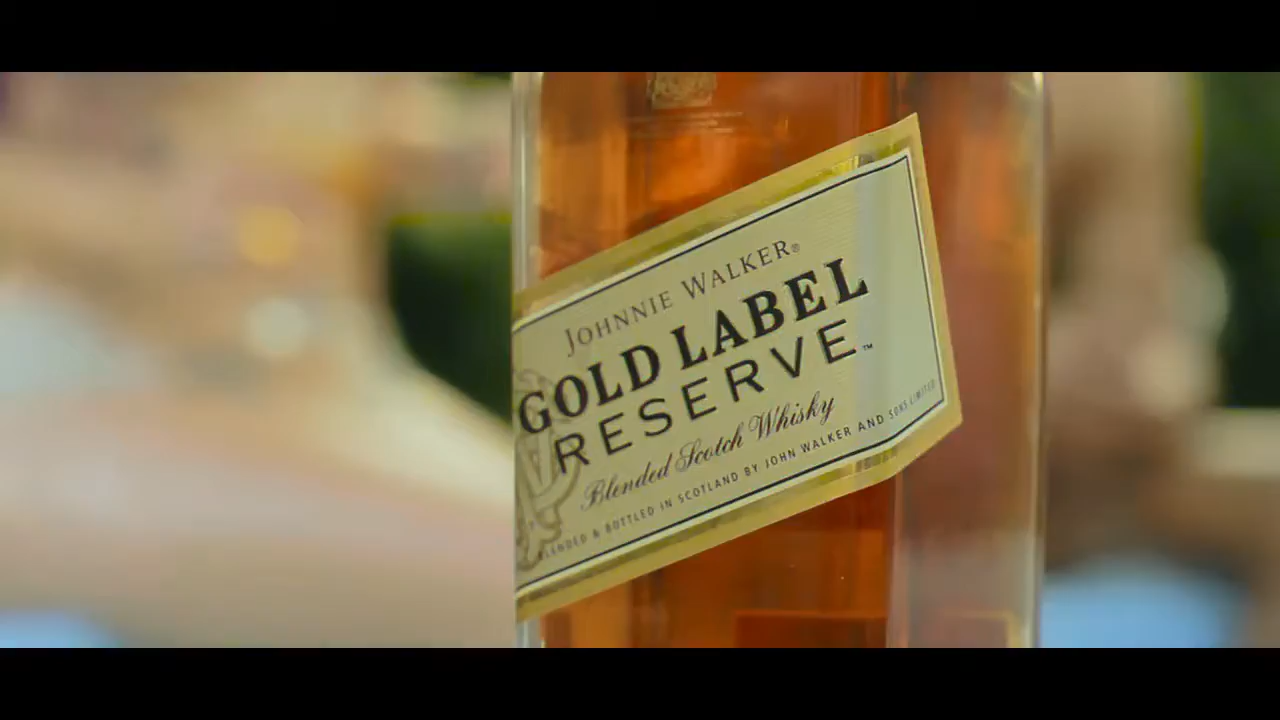 JOHNNIE WALKER®
GOLD LABEL
RESERVE™
Blended Scotch Whisky
BLENDED & BOTTLED IN SCOTLAND BY JOHN WALKER AND SONS LIMITED